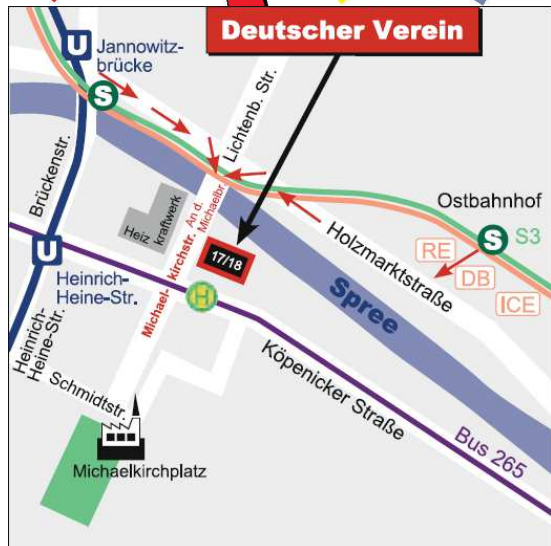 Deutscher Verein
U
Jannowitz-
brücke
S
Lichtenb. Str.
Brückenstr.
Heiz
kraftwerk
An d.
Michaelbr.
Michael-
kirchstr.
17/18
Ostbahnhof
S
S3
RE
DB
ICE
Holzmarktstraße
U
Heinrich-
Heine-Str.
H
Spree
Heinrich-
Heine-Str.
Schmidtstr.
Köpenicker Straße
Bus 265
Michaelkirchplatz